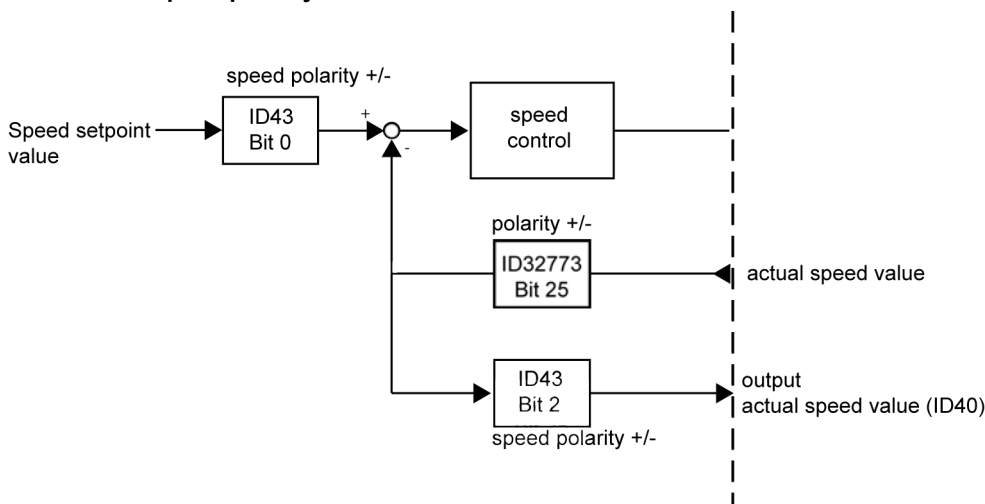 speed polarity +/-
ID43
Bit 0
Speed setpoint
value
+
-
speed
control
polarity +/-
ID32773
Bit 25
actual speed value
ID43
Bit 2
speed polarity +/-
output
actual speed value (ID40)